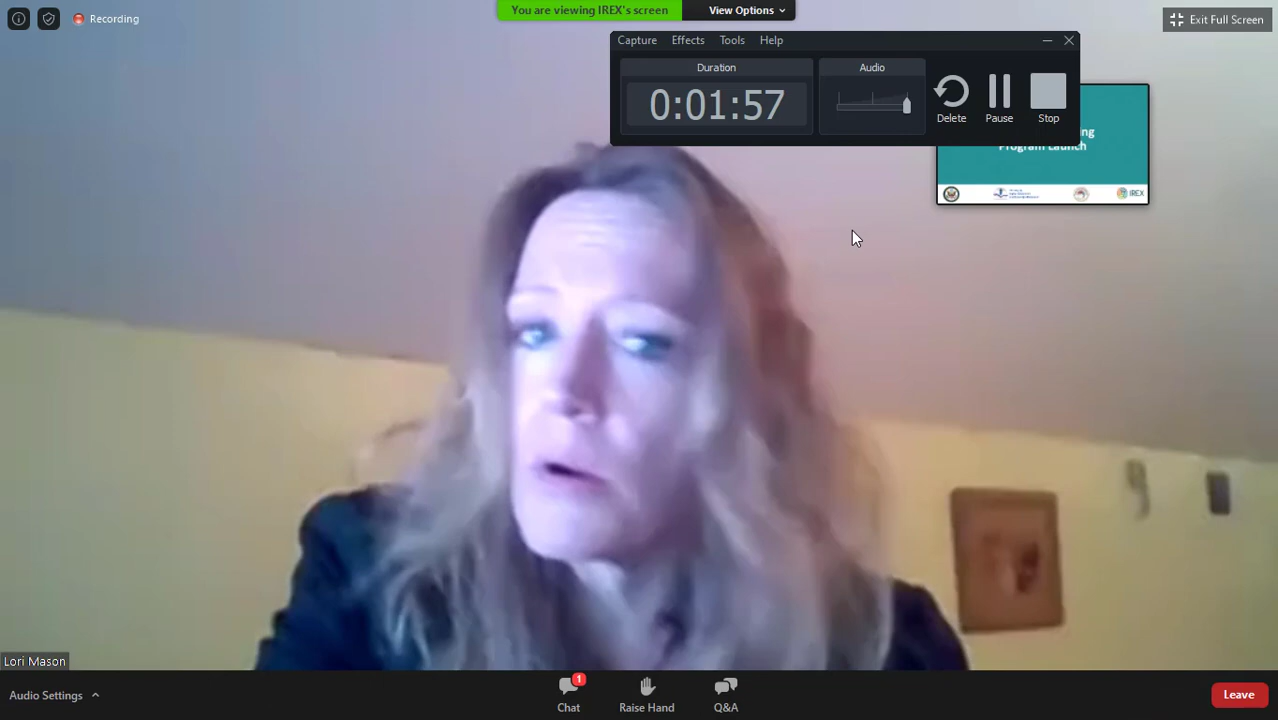 You are viewing IREX's screen
View Options
Recording
Exit Full Screen
Capture Effects Tools Help
Duration
Audio
0:01:57
Delete
Pause
Stop
ing
Program Launch
IREX
Lori Mason
Audio Settings
1
Chat
Raise Hand
Q&A
Leave